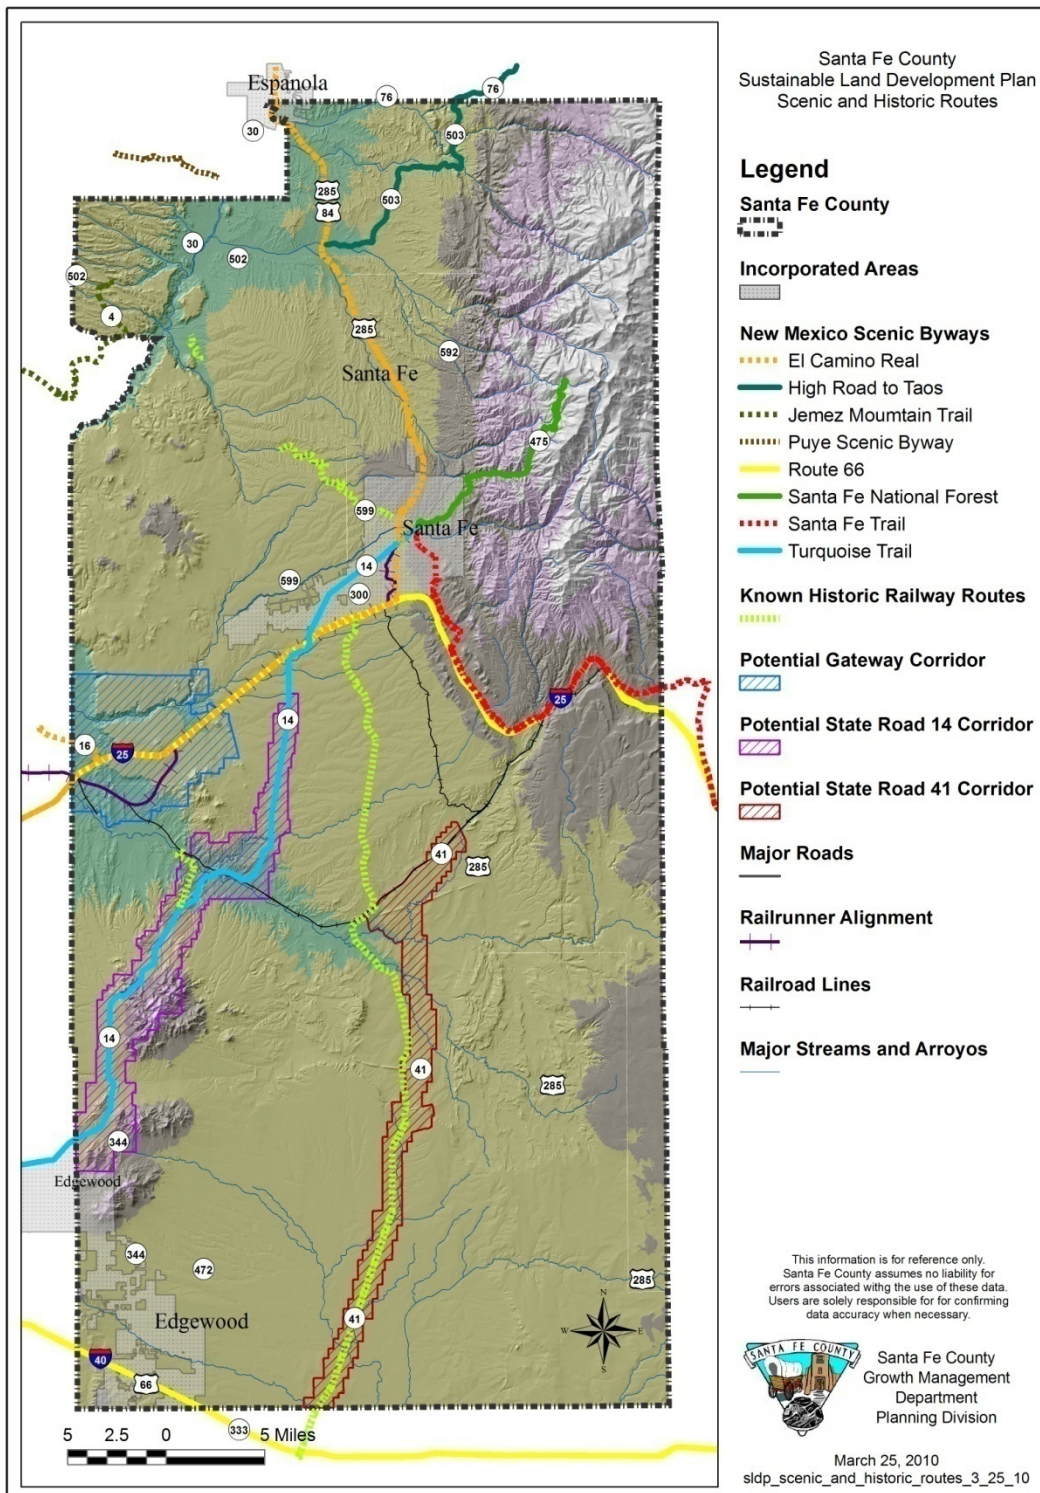 Santa Fe County
Sustainable Land Development Plan
Scenic and Historic Routes
Legend
Santa Fe County
Incorporated Areas
New Mexico Scenic Byways
El Camino Real
High Road to Taos
Jemez Mountain Trail
Puye Scenic Byway
Route 66
Santa Fe National Forest
Santa Fe Trail
Turquoise Trail
Known Historic Railway Routes
Potential Gateway Corridor
Potential State Road 14 Corridor
Potential State Road 41 Corridor
Major Roads
Railrunner Alignment
Railroad Lines
Major Streams and Arroyos
This information is for reference only.
Santa Fe County assumes no liability for
errors associated withg the use of these data.
Users are solely responsible for for confirming
data accuracy when necessary.
SANTA FE COUNTY
Santa Fe County
Growth Management
Department
Planning Division
March 25, 2010
sldp_scenic_and_historic_routes_3_25_10
Espanola
76
76
30
503
285
84
503
30
502
502
4
285
592
Santa Fe
475
599
Santa Fe
14
599
300
25
14
16
25
41
285
14
41
285
344
Edgewood
344
472
285
Edgewood
41
N
W
E
S
40
66
333
5
2.5
0
5 Miles